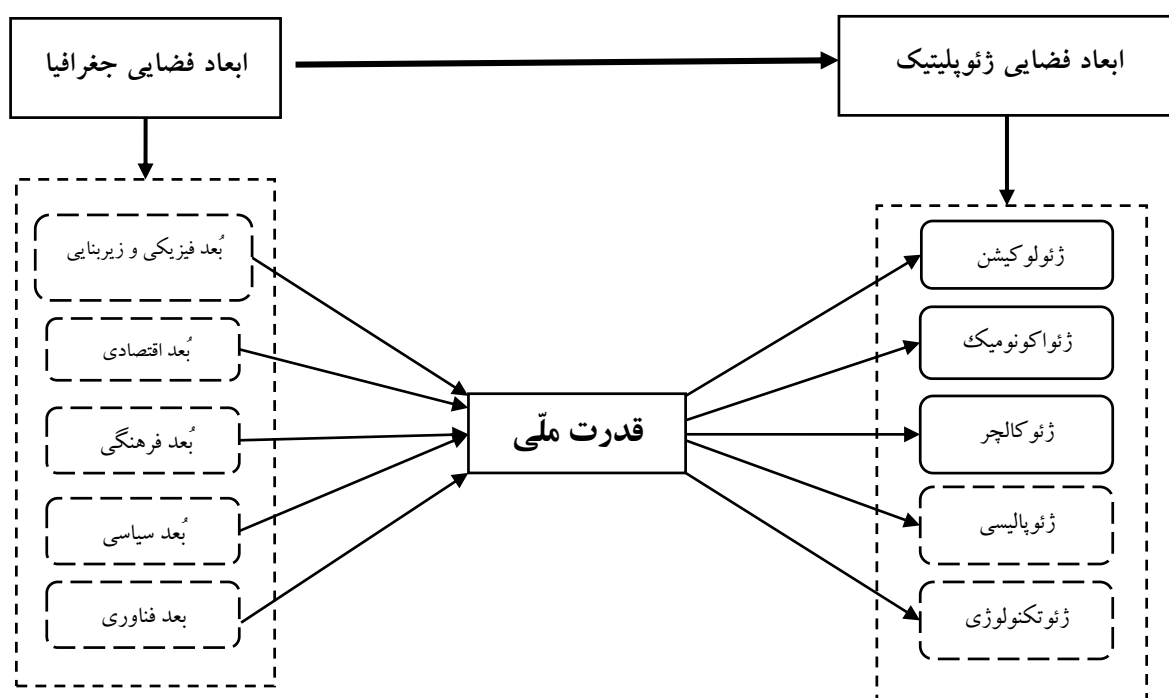 ابعاد فضایی ژئوپلیتیک
ابعاد فضایی جغرافیا
ژئولوکیشن
ژئواکونومیک
ژئوکالچر
ژئوپالیسی
ژئوتکنولوژی
قدرت ملّی
بُعد فیزیکی و زیربنایی
بُعد اقتصادی
بُعد فرهنگی
بُعد سیاسی
بعد فناوری